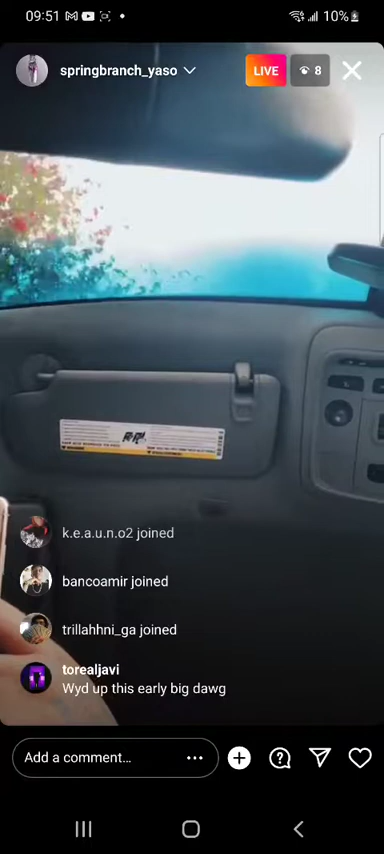 09:51
10%
springbranch_yaso
LIVE
8
k.e.a.u.n.o2 joined
bancoamir joined
trillahhni_ga joined
torealjavi
Wyd up this early big dawg
Add a comment...